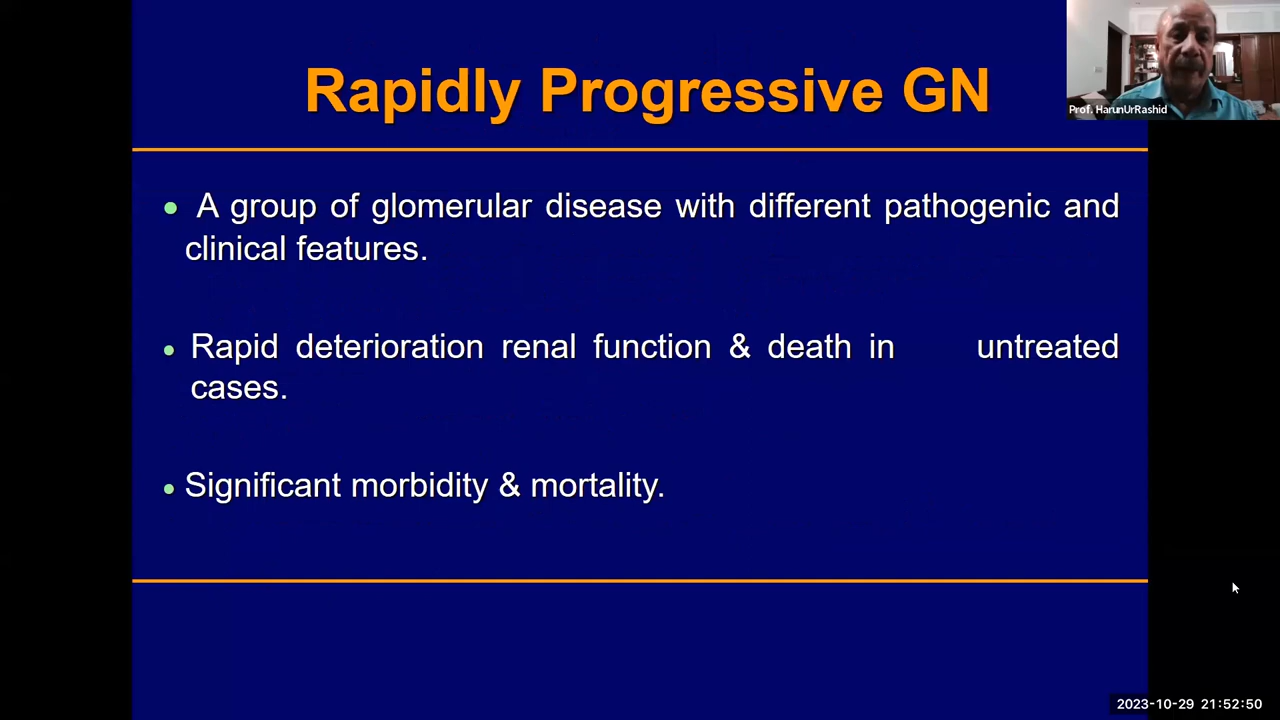 Rapidly Progressive GN
Prof. HarunUrRashid
• A group of glomerular disease with different pathogenic and
clinical features.
• Rapid deterioration renal function & death in untreated
cases.
• Significant morbidity & mortality.
2023-10-29 21:52:50